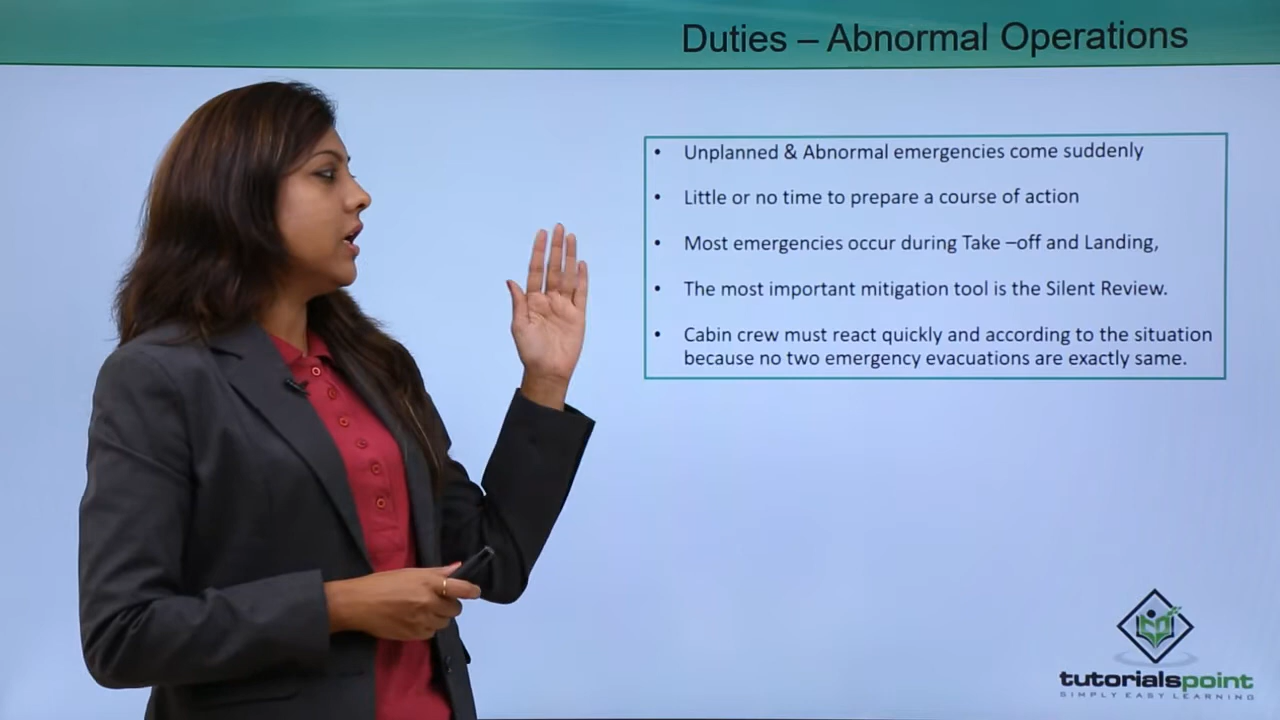 Duties – Abnormal Operations
• Unplanned & Abnormal emergencies come suddenly
• Little or no time to prepare a course of action
• Most emergencies occur during Take –off and Landing,
• The most important mitigation tool is the Silent Review.
• Cabin crew must react quickly and according to the situation
because no two emergency evacuations are exactly same.
tutorialspoint
SIMPLY EASY LEARNING